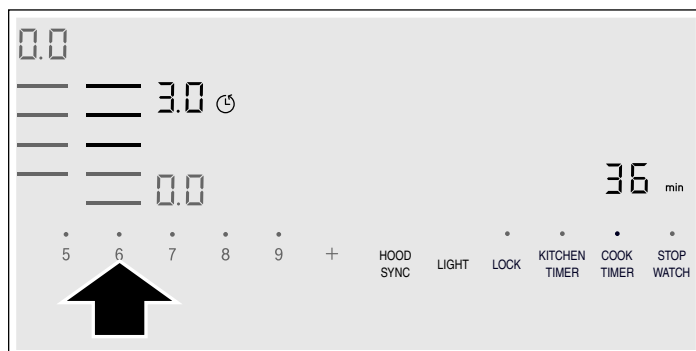 0.0
3.0
36 min
0.0
5 6 7 8 9 + HOOD SYNC LIGHT LOCK KITCHEN TIMER COOK TIMER STOP WATCH